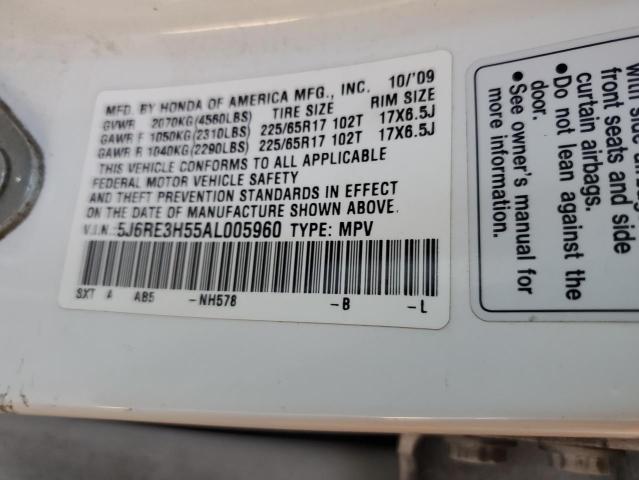 MFD. BY HONDA OF AMERICA MFG., INC. 10/'09
GVWR 2070KG(4560LBS) TIRE SIZE RIM SIZE
GAWR F 1050KG(2310LBS) 225/65R17 102T 17X6.5J
GAWR R 1040KG(2290LBS) 225/65R17 102T 17X6.5J
THIS VEHICLE CONFORMS TO ALL APPLICABLE
FEDERAL MOTOR VEHICLE SAFETY
AND THEFT PREVENTION STANDARDS IN EFFECT
ON THE DATE OF MANUFACTURE SHOWN ABOVE.
V.I.N.:5J6RE3H55AL005960 TYPE: MPV
SXT A AB5 -NH578 -B -L
front seats and side
curtain airbags.
•Do not lean against the
door.
•See owner's manual for
more information.